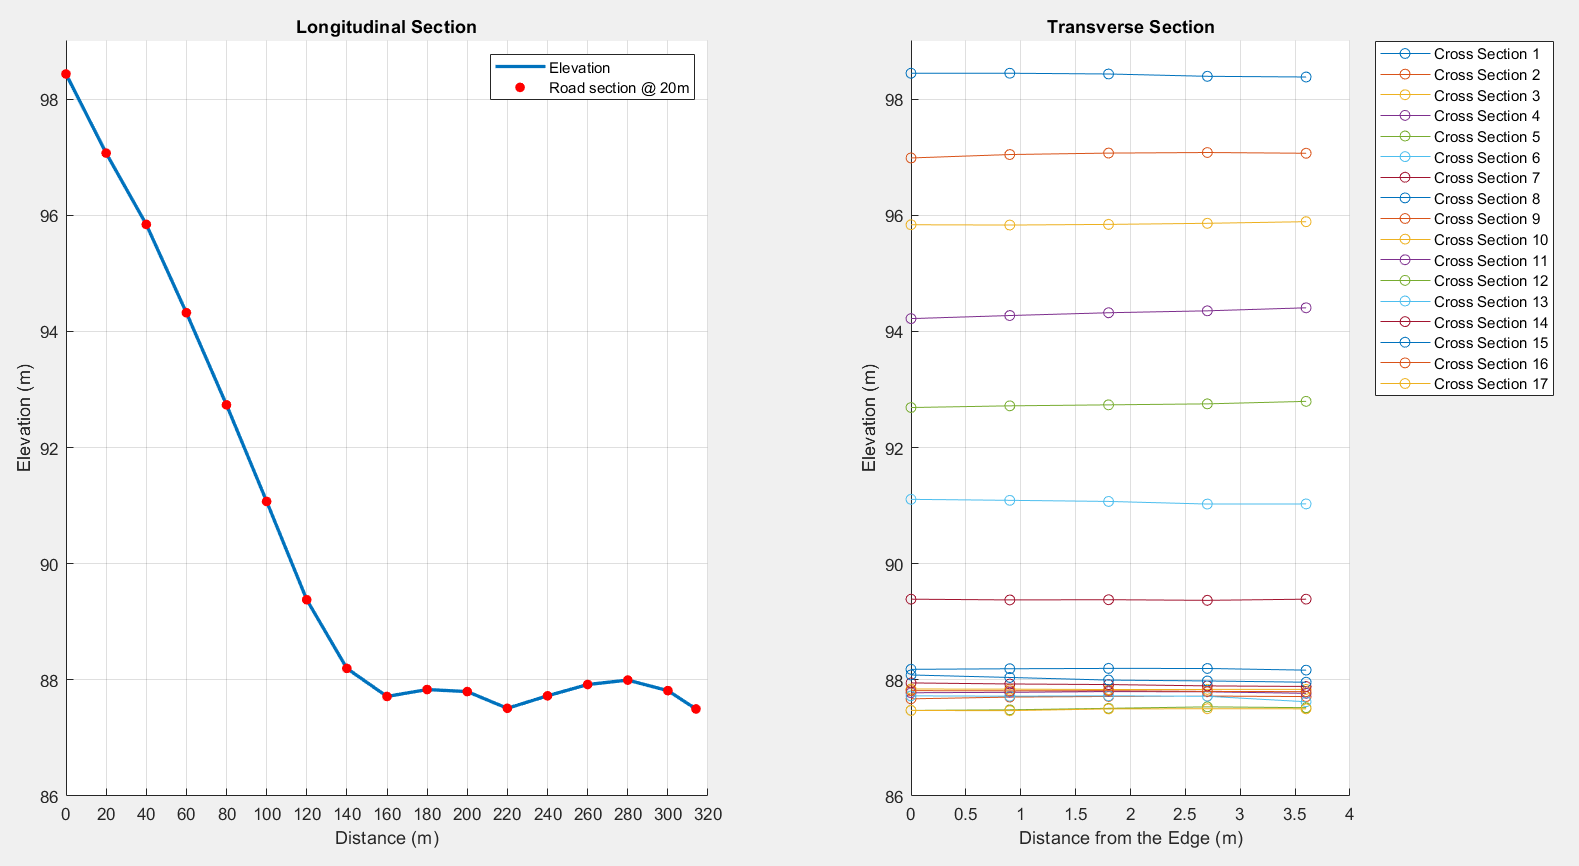 Longitudinal Section
Elevation
Road section @ 20m
98
96
94
92
90
88
86
0 20 40 60 80 100 120 140 160 180 200 220 240 260 280 300 320
Distance (m)
Elevation (m)
Transverse Section
98
96
94
92
90
88
86
0 0.5 1 1.5 2 2.5 3 3.5 4
Distance from the Edge (m)
Elevation (m)
Cross Section 1
Cross Section 2
Cross Section 3
Cross Section 4
Cross Section 5
Cross Section 6
Cross Section 7
Cross Section 8
Cross Section 9
Cross Section 10
Cross Section 11
Cross Section 12
Cross Section 13
Cross Section 14
Cross Section 15
Cross Section 16
Cross Section 17